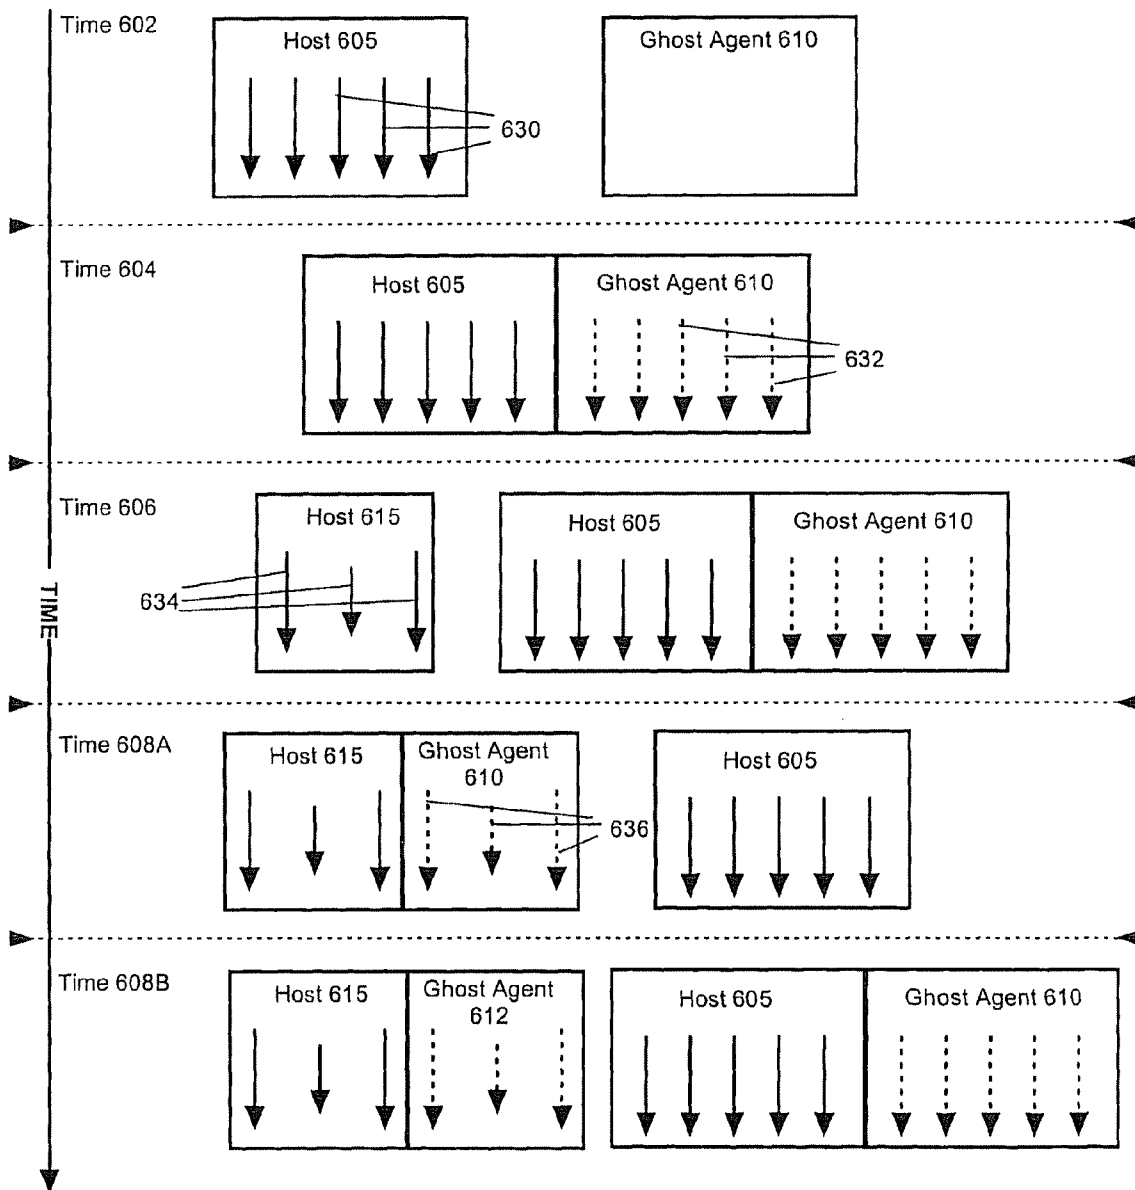 Time 602
Host 605
Ghost Agent 610
630
Time 604
Host 605
Ghost Agent 610
632
Time 606
Host 615
Host 605
Ghost Agent 610
634
TIME
Time 608A
Host 615
Ghost Agent
610
Host 605
636
Time 608B
Host 615
Ghost Agent
612
Host 605
Ghost Agent 610